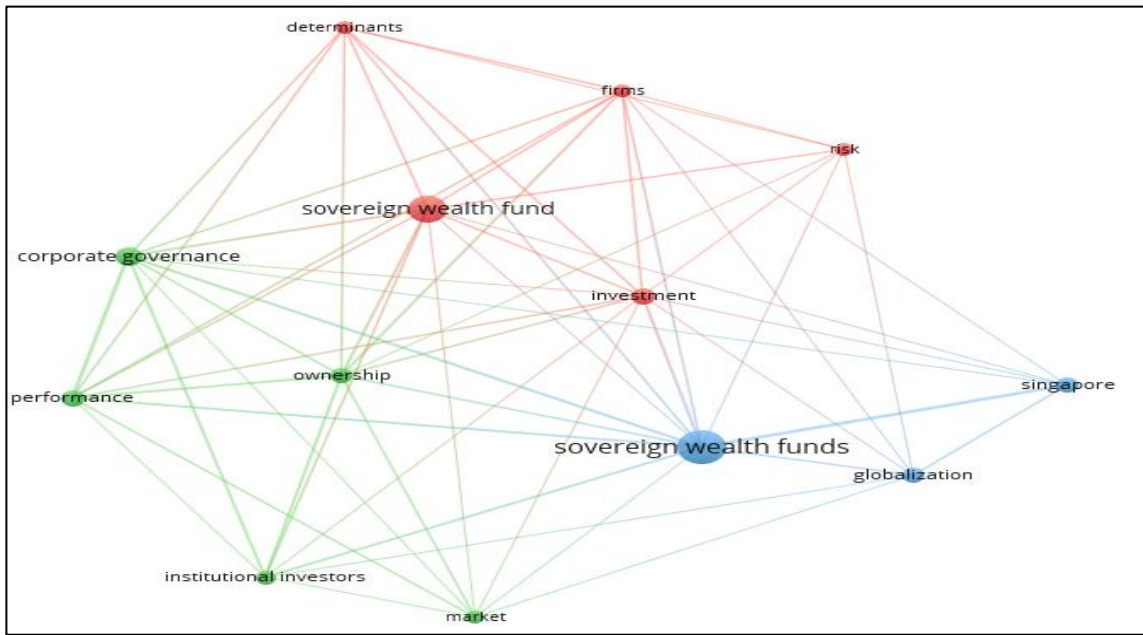 determinants
firms
risk
sovereign wealth fund
corporate governance
investment
ownership
singapore
performance
sovereign wealth funds
globalization
institutional investors
market